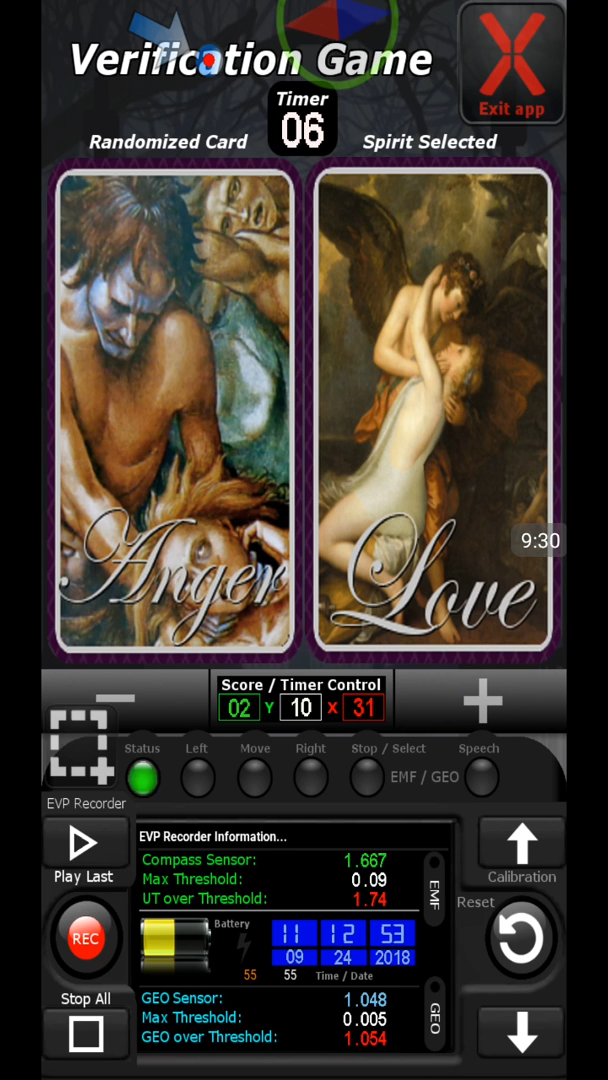 Verification Game
Exit app
Timer
06
Randomized Card
Spirit Selected
Anger
Love
9:30
Score / Timer Control
02 Y 10 X 31
Status Left Move Right Stop / Select Speech
EMF / GEO
EVP Recorder
EVP Recorder Information...
Play Last
Compass Sensor: 1.667
Max Threshold: 0.09
UT over Threshold: 1.74
EMF
Calibration
Reset
REC
Battery
11 12 53
09 24 2018
55 55 Time / Date
Stop All
GEO Sensor: 1.048
Max Threshold: 0.005
GEO over Threshold: 1.054
GEO